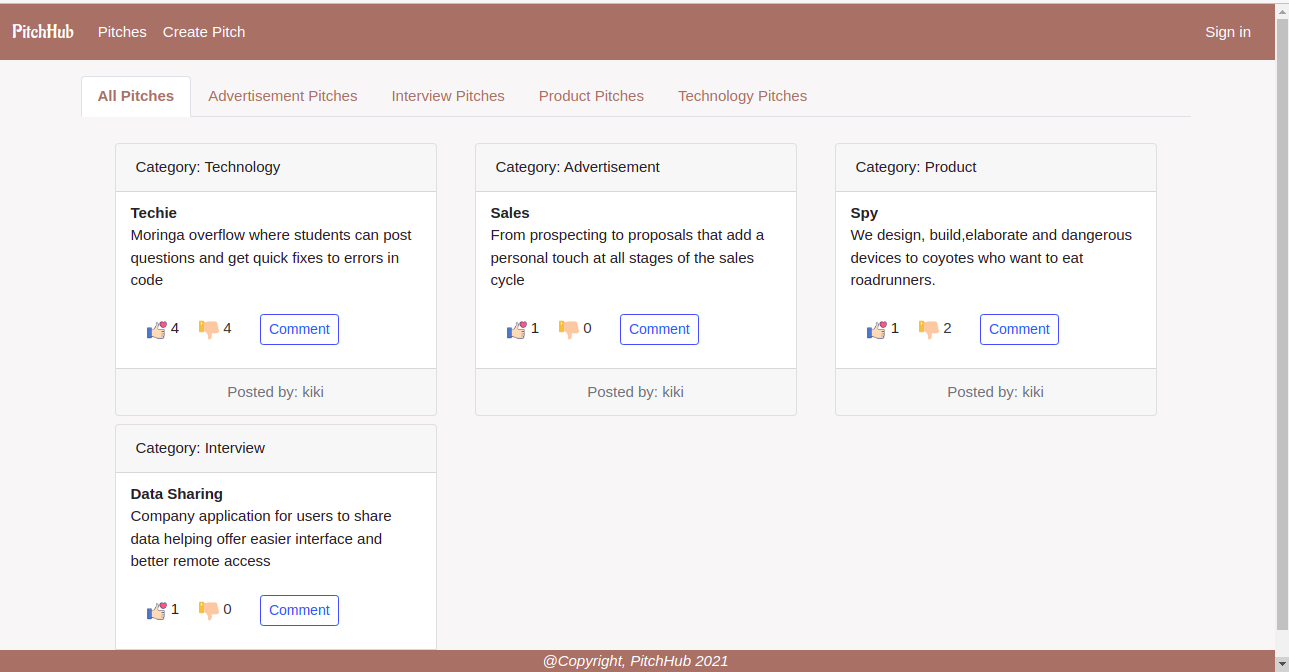 PitchHub Pitches Create Pitch Sign in
All Pitches Advertisement Pitches Interview Pitches Product Pitches Technology Pitches
Category: Technology
Techie
Moringa overflow where students can post
questions and get quick fixes to errors in
code
4 4 Comment
Posted by: kiki
Category: Advertisement
Sales
From prospecting to proposals that add a
personal touch at all stages of the sales
cycle
1 0 Comment
Posted by: kiki
Category: Product
Spy
We design, build,elaborate and dangerous
devices to coyotes who want to eat
roadrunners.
1 2 Comment
Posted by: kiki
Category: Interview
Data Sharing
Company application for users to share
data helping offer easier interface and
better remote access
1 0 Comment
@Copyright, PitchHub 2021